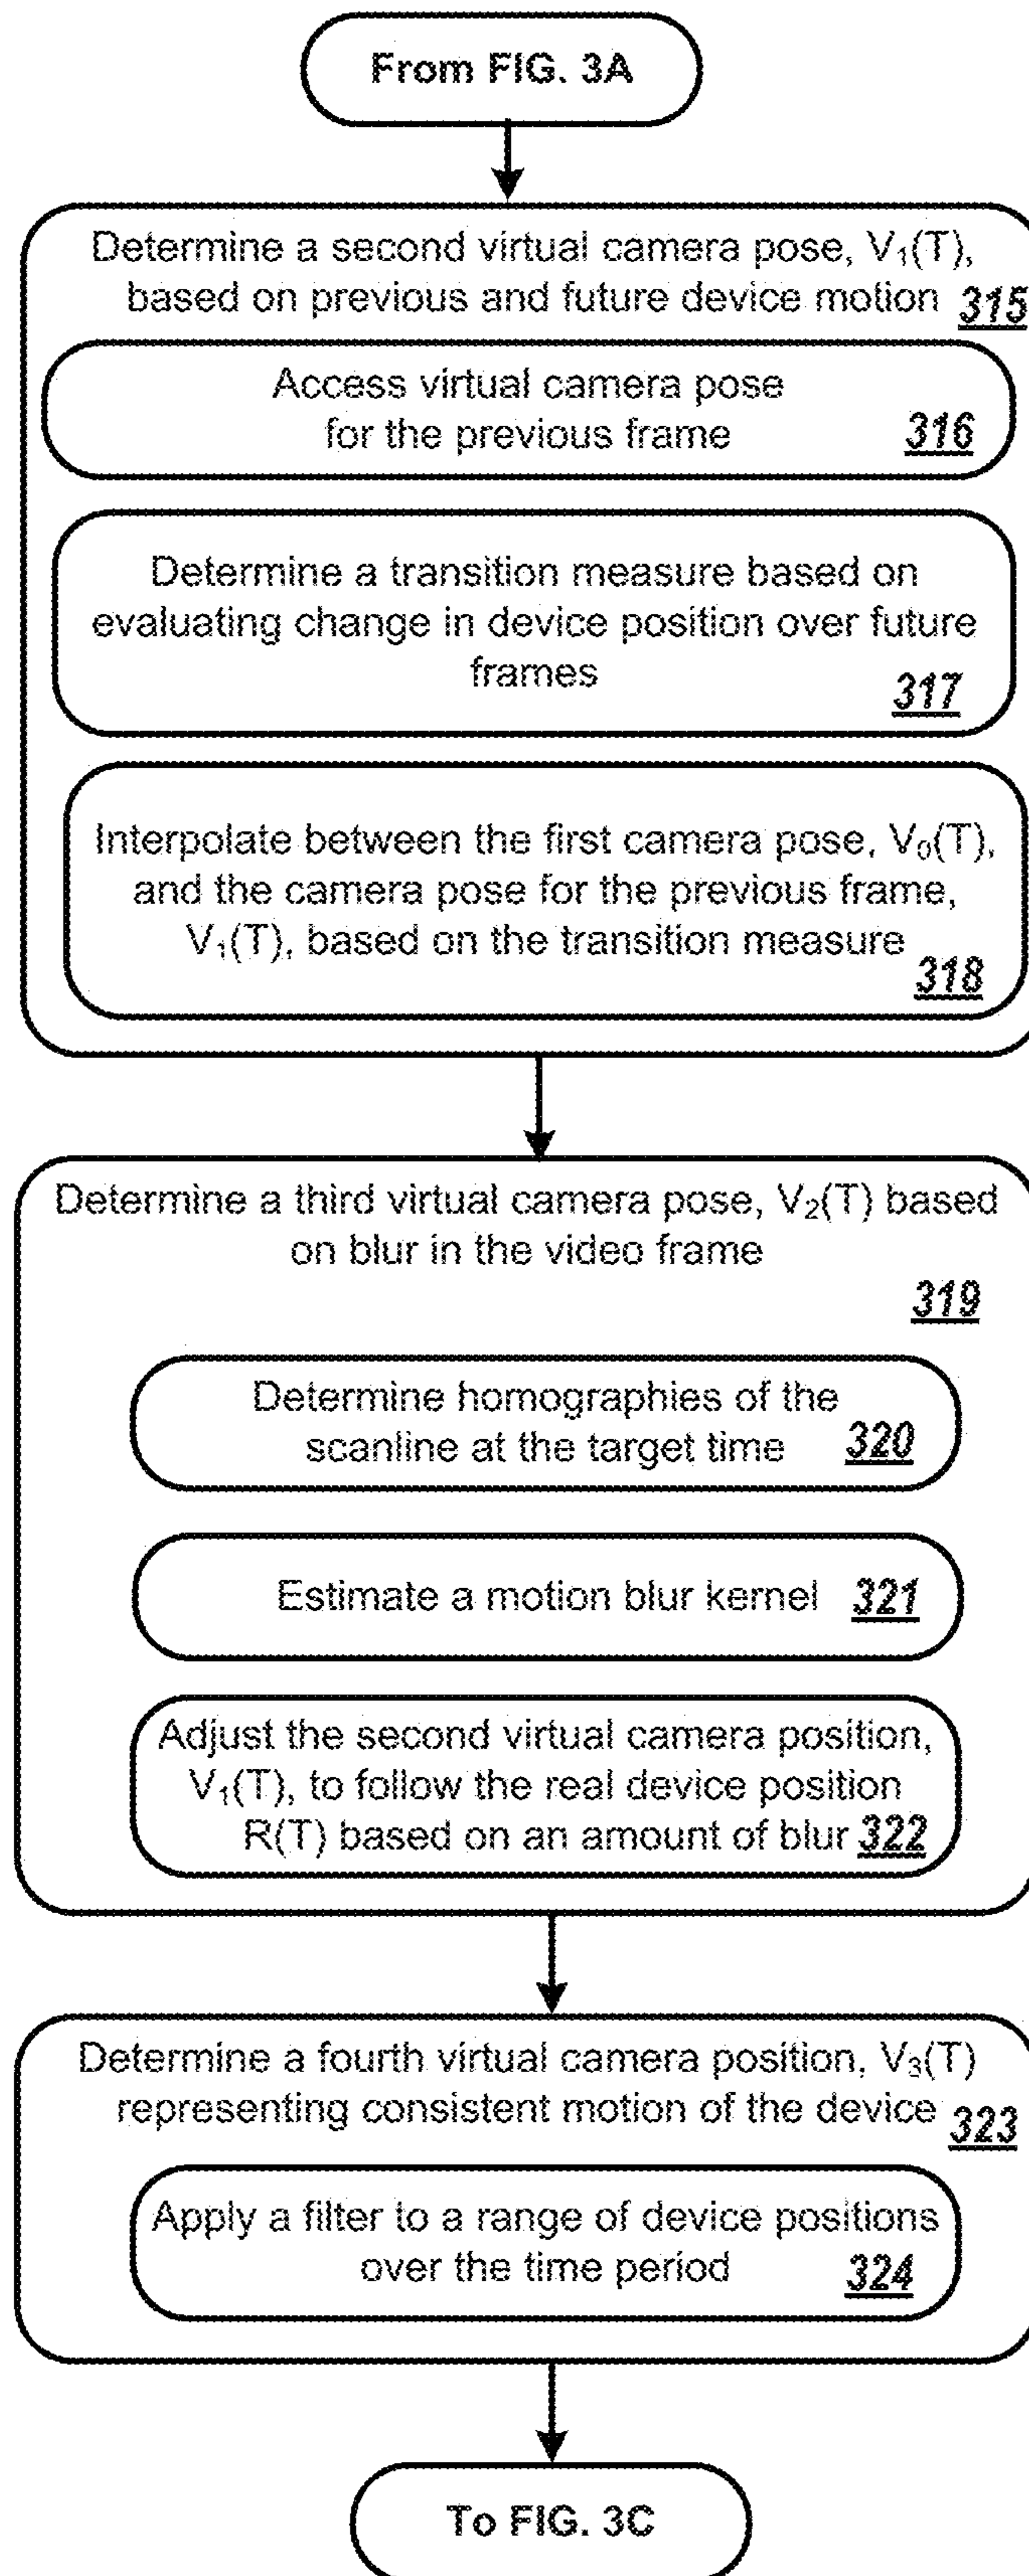 From FIG. 3A
Determine a second virtual camera pose, V₁(T),
based on previous and future device motion 315
Access virtual camera pose
for the previous frame 316
Determine a transition measure based on
evaluating change in device position over future
frames 317
Interpolate between the first camera pose, V₀(T),
and the camera pose for the previous frame,
V₁(T), based on the transition measure
318
Determine a third virtual camera pose, V₂(T) based
on blur in the video frame
319
Determine homographies of the
scanline at the target time 320
Estimate a motion blur kernel 321
Adjust the second virtual camera position,
V₁(T), to follow the real device position
R(T) based on an amount of blur 322
Determine a fourth virtual camera position, V₃(T)
representing consistent motion of the device 323
Apply a filter to a range of device positions
over the time period 324
To FIG. 3C